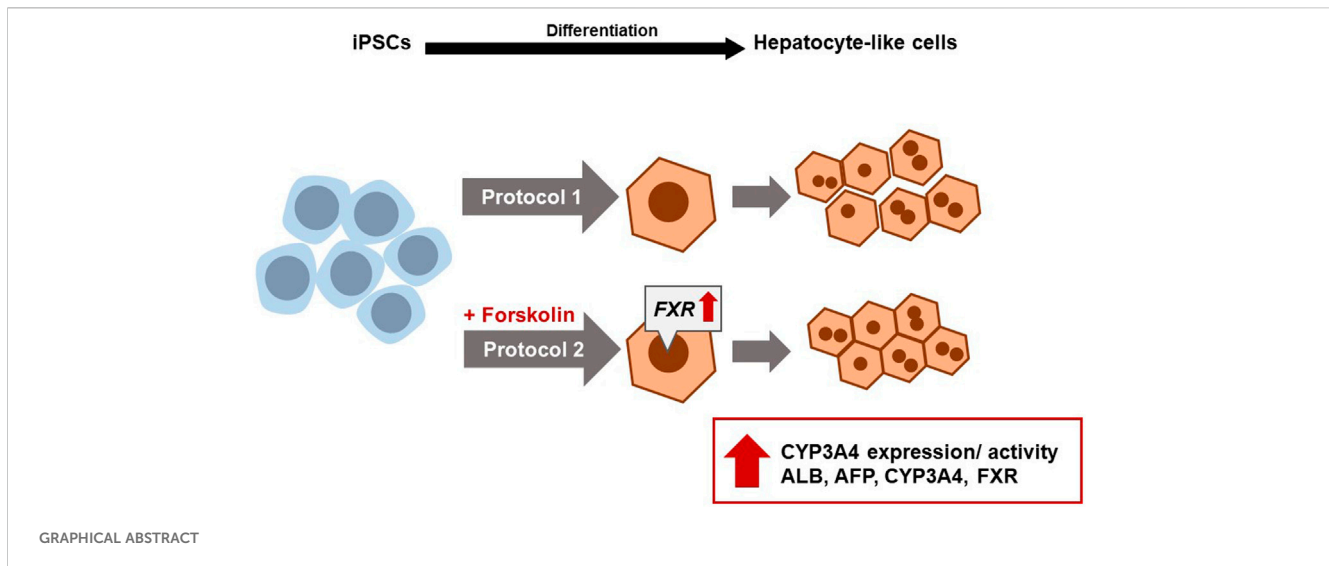 Differentiation
iPSCs
Hepatocyte-like cells
Protocol 1
+ Forskolin
FXR
Protocol 2
CYP3A4 expression/ activity
ALB, AFP, CYP3A4, FXR
GRAPHICAL ABSTRACT